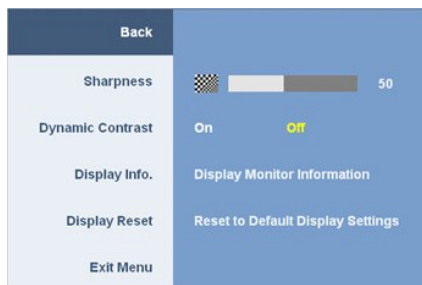 Back
Sharpness 50
Dynamic Contrast On Off
Display Info. Display Monitor Information
Display Reset Reset to Default Display Settings
Exit Menu